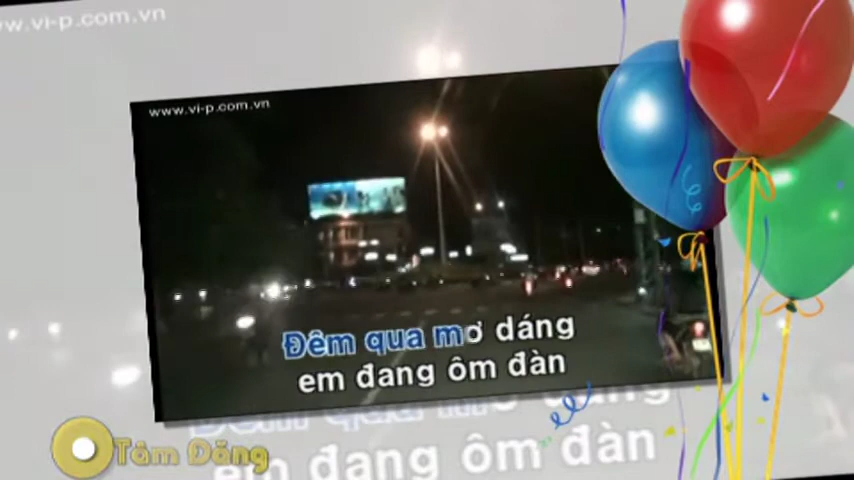 www.vi-p.com.vn
www.vi-p.com.vn
Đêm qua mơ dáng
em đang ôm đàn
em đang ôm đàn
Tâm Đăng